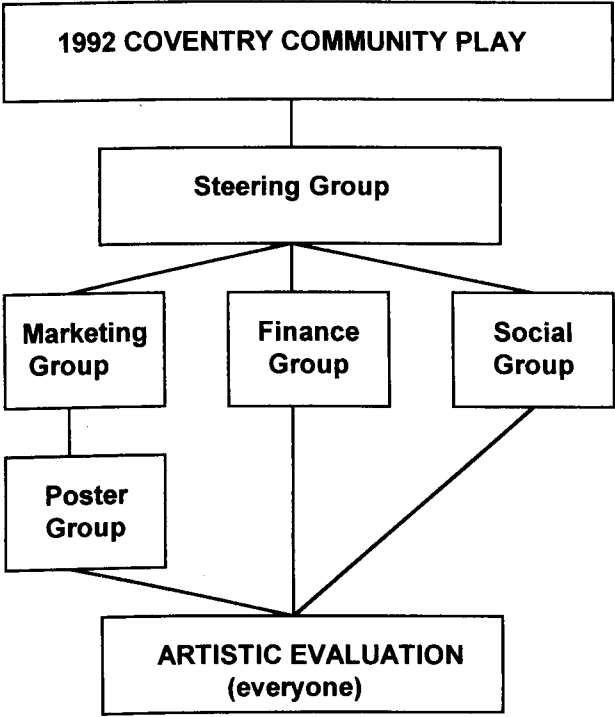 1992 COVENTRY COMMUNITY PLAY
Steering Group
Marketing
Group
Finance
Group
Social
Group
Poster
Group
ARTISTIC EVALUATION
(everyone)